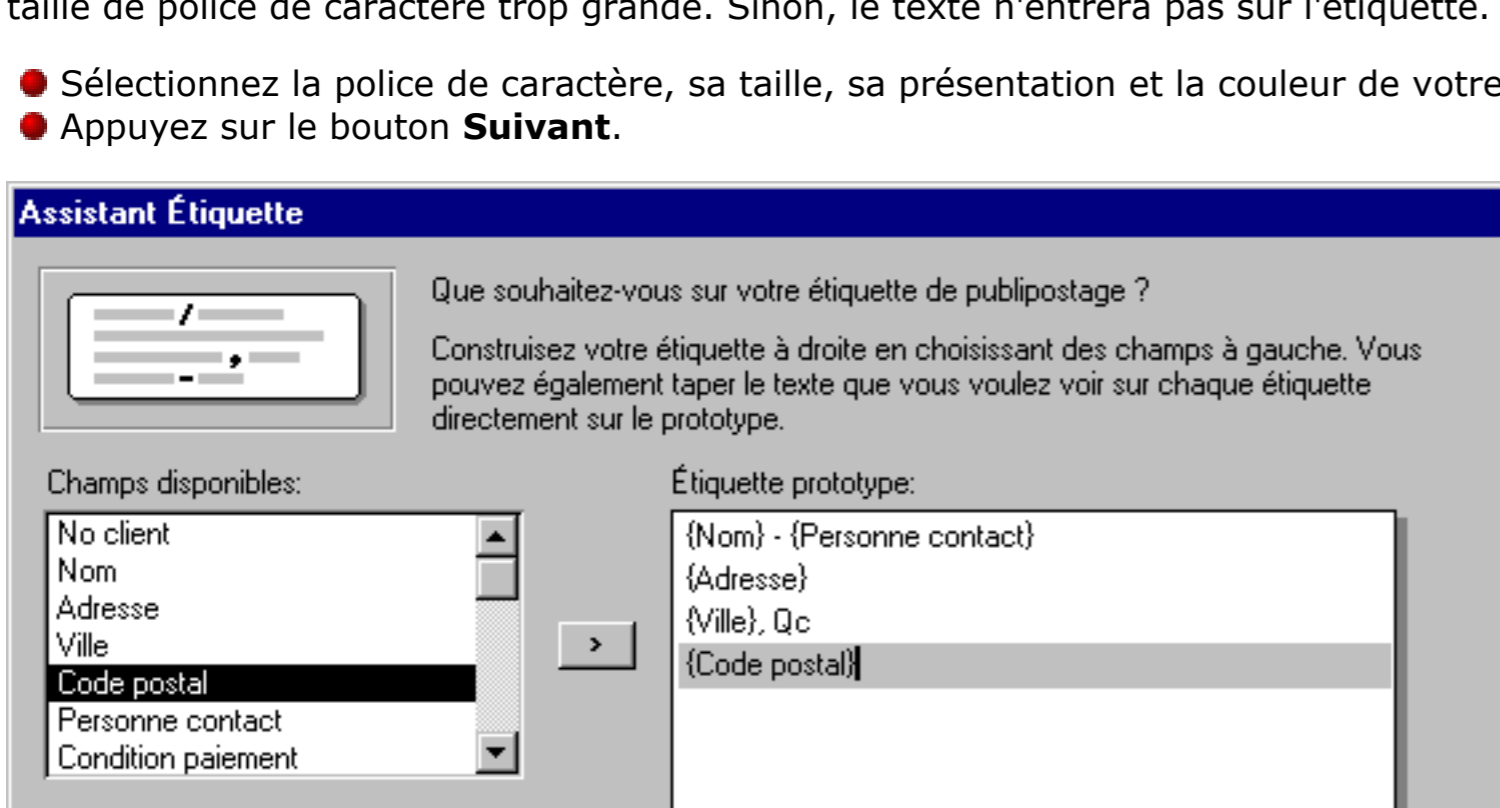 taille de police de caractère trop grande. Sinon, le texte n'entrera pas sur l'étiquette.
Sélectionnez la police de caractère, sa taille, sa présentation et la couleur de votre
Appuyez sur le bouton Suivant.
Assistant Étiquette
Que souhaitez-vous sur votre étiquette de publipostage ?
Construisez votre étiquette à droite en choisissant des champs à gauche. Vous
pouvez également taper le texte que vous voulez voir sur chaque étiquette
directement sur le prototype.
Champs disponibles:
No client
Nom
Adresse
Ville
Code postal
Personne contact
Condition paiement
>
Étiquette prototype:
{Nom} - {Personne contact}
{Adresse}
{Ville}, Qc
{Code postal}